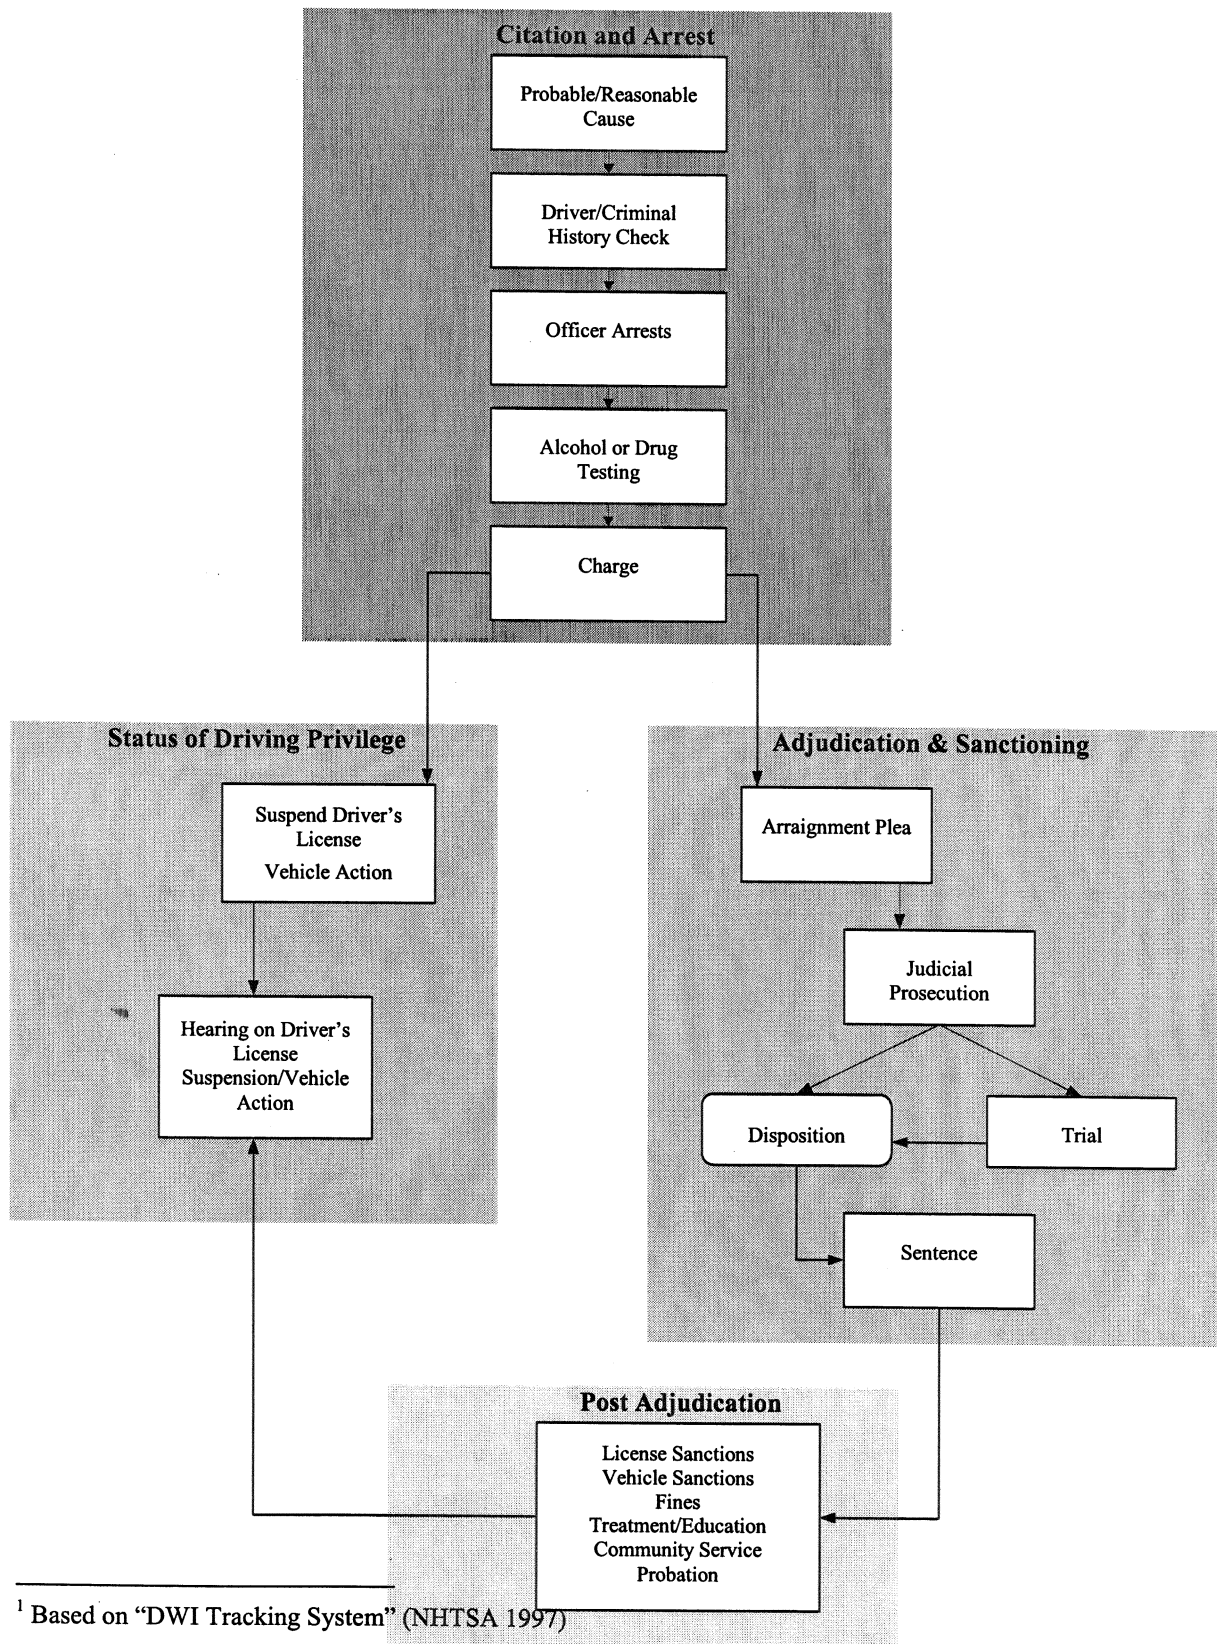 Citation and Arrest
Probable/Reasonable
Cause
Driver/Criminal
History Check
Officer Arrests
Alcohol or Drug
Testing
Charge
Status of Driving Privilege
Suspend Driver's
License
Vehicle Action
Hearing on Driver's
License
Suspension/Vehicle
Action
Adjudication & Sanctioning
Arraignment Plea
Judicial
Prosecution
Disposition
Trial
Sentence
Post Adjudication
License Sanctions
Vehicle Sanctions
Fines
Treatment/Education
Community Service
Probation
1 Based on “DWI Tracking System” (NHTSA 1997)